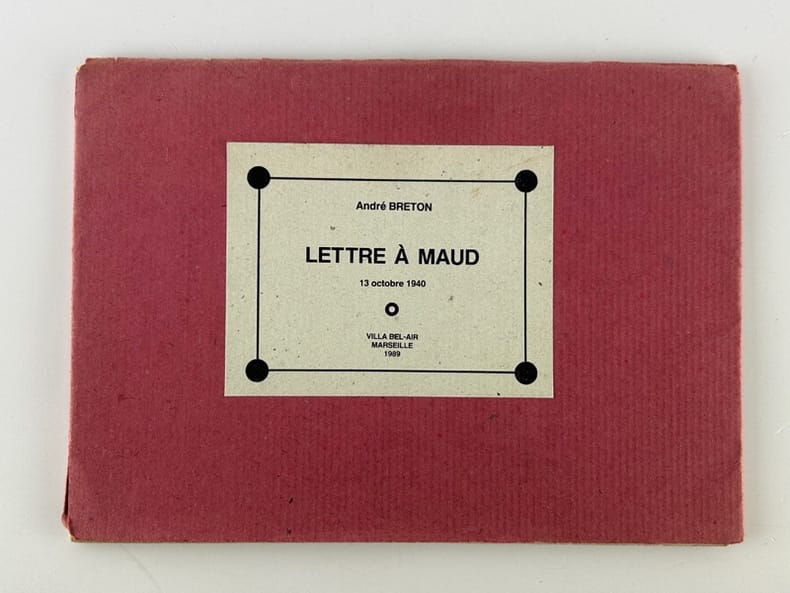 André BRETON
LETTRE À MAUD
13 octobre 1940
VILLA BEL-AIR
MARSEILLE
1989